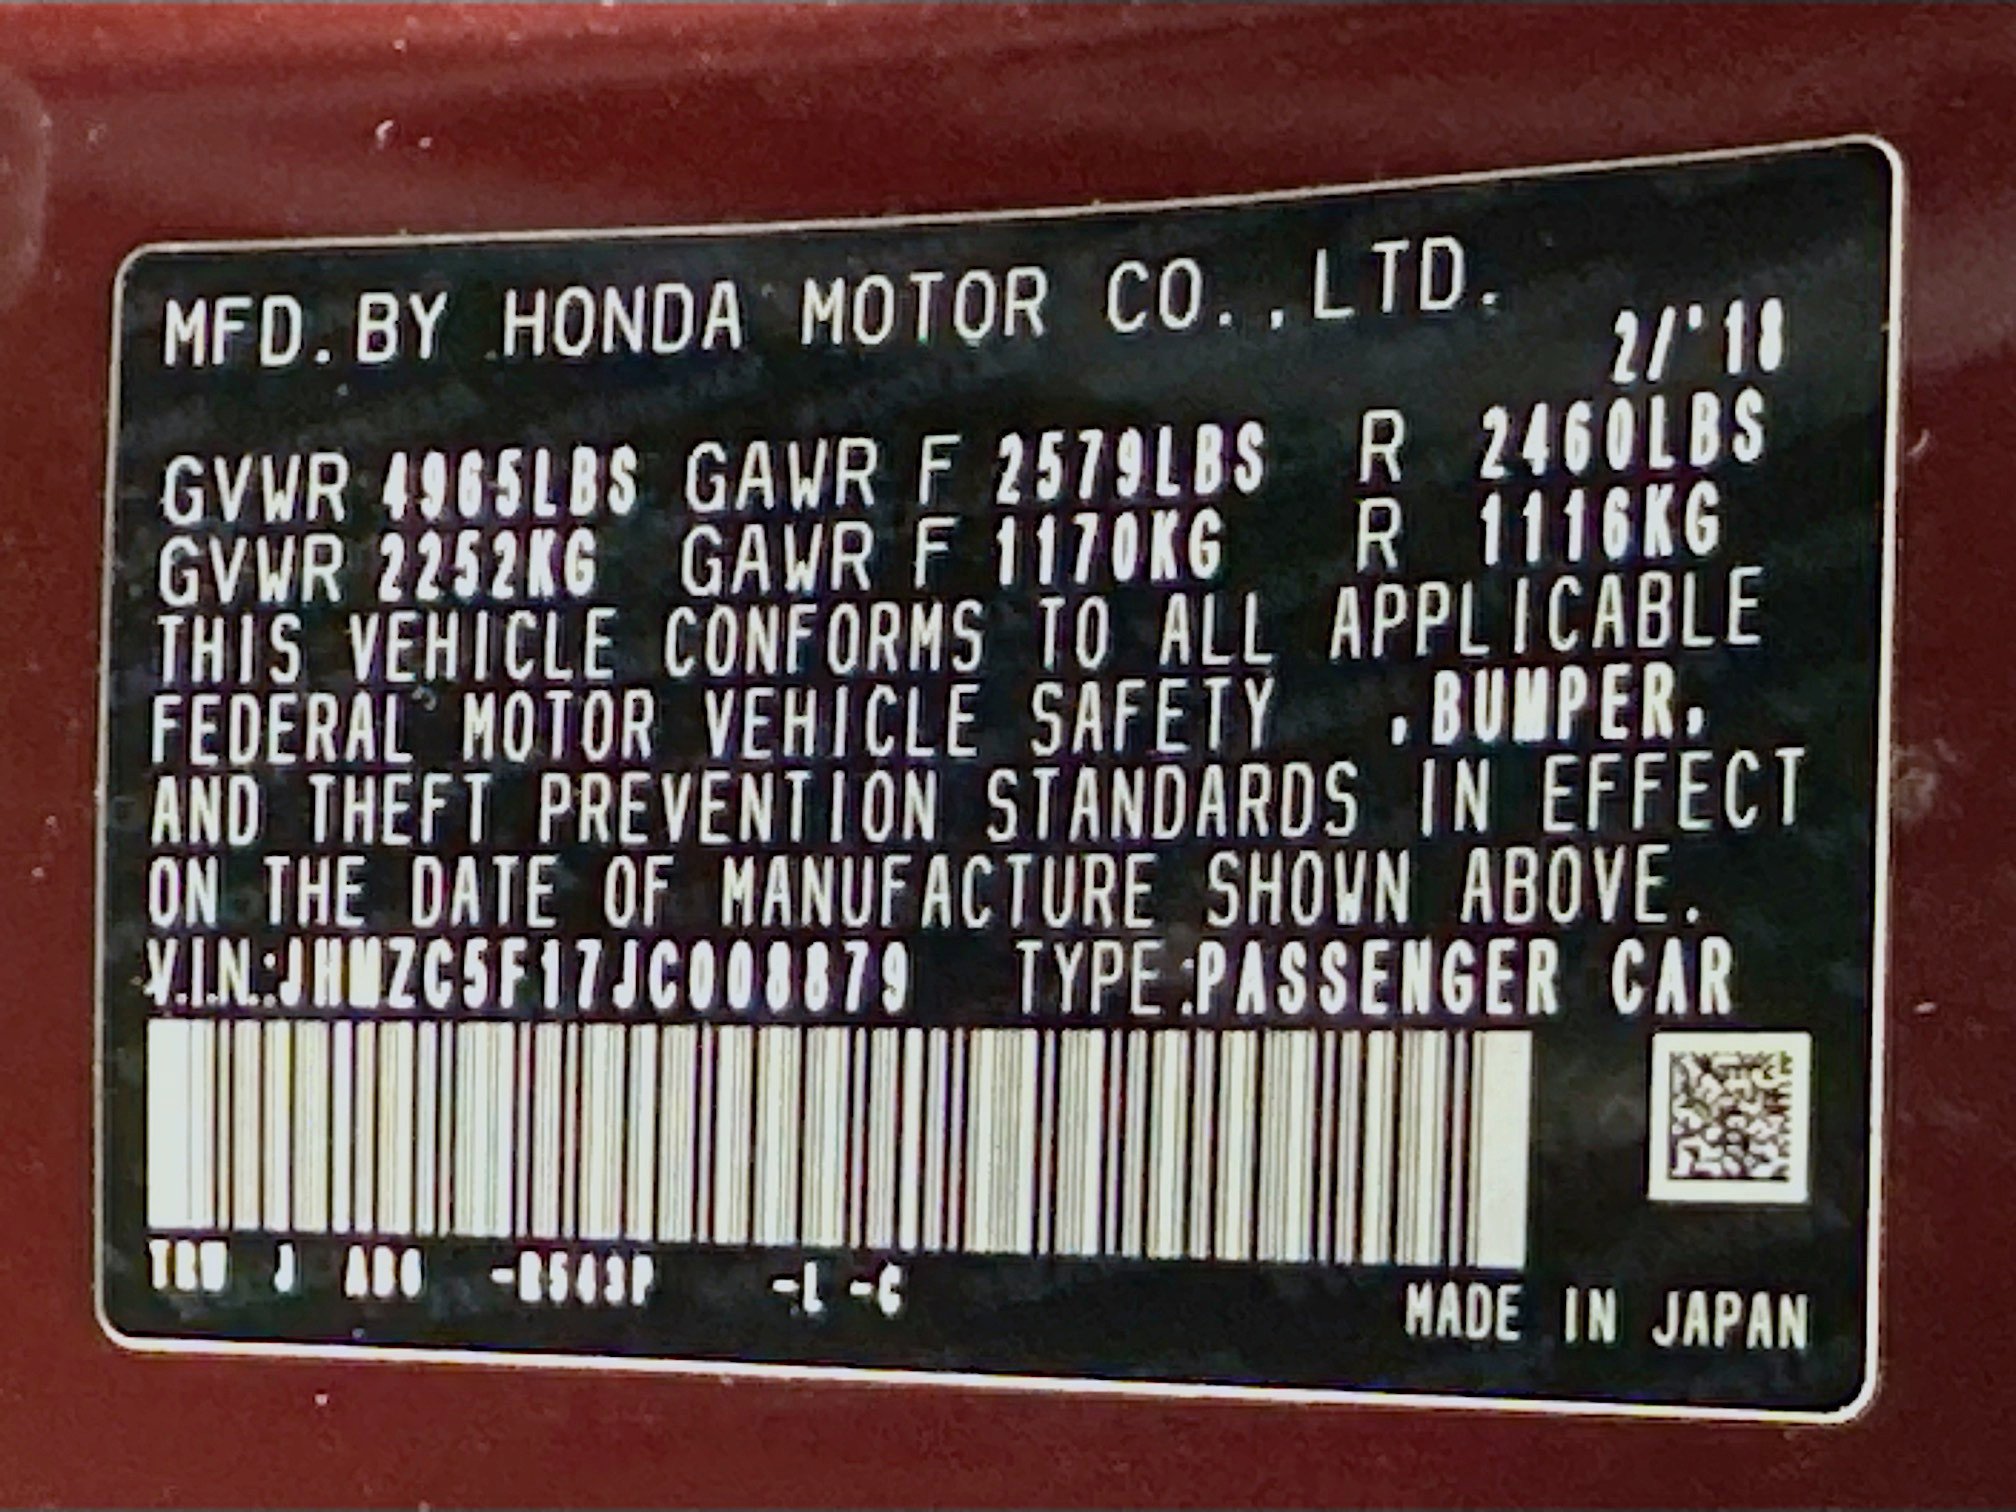 MFD. BY HONDA MOTOR CO.,LTD.
2/'18
GVWR 4965LBS GAWR F 2579LBS R 2460LBS
GVWR 2252KG GAWR F 1170KG R 1116KG
THIS VEHICLE CONFORMS TO ALL APPLICABLE
FEDERAL MOTOR VEHICLE SAFETY ,BUMPER,
AND THEFT PREVENTION STANDARDS IN EFFECT
ON THE DATE OF MANUFACTURE SHOWN ABOVE.
V.I.N.:JHMZC5F17JC008879 TYPE:PASSENGER CAR
J -L -C
MADE IN JAPAN